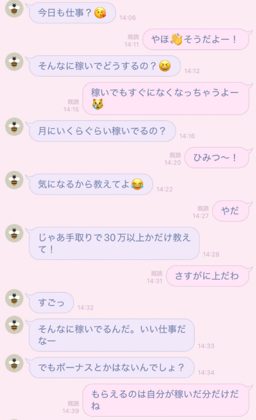 今日も仕事？😘
14:06
やほ👋そうだよー！
既読
14:11
そんなに稼いでどうするの？😄
14:12
稼いでもすぐになくなっちゃうよー
😿
既読
14:15
月にいくらぐらい稼いでるの？
14:16
ひみつ〜！
既読
14:20
気になるから教えてよ😂
14:22
やだ
既読
14:27
じゃあ手取りで30万以上かだけ教え
て！
14:29
さすがに上だわ
既読
14:31
すごっ
14:32
そんなに稼いでるんだ。いい仕事だ
なー
14:33
でもボーナスとかはないんでしょ？
14:34
もらえるのは自分が稼いだ分だけだ
ね
既読
14:39